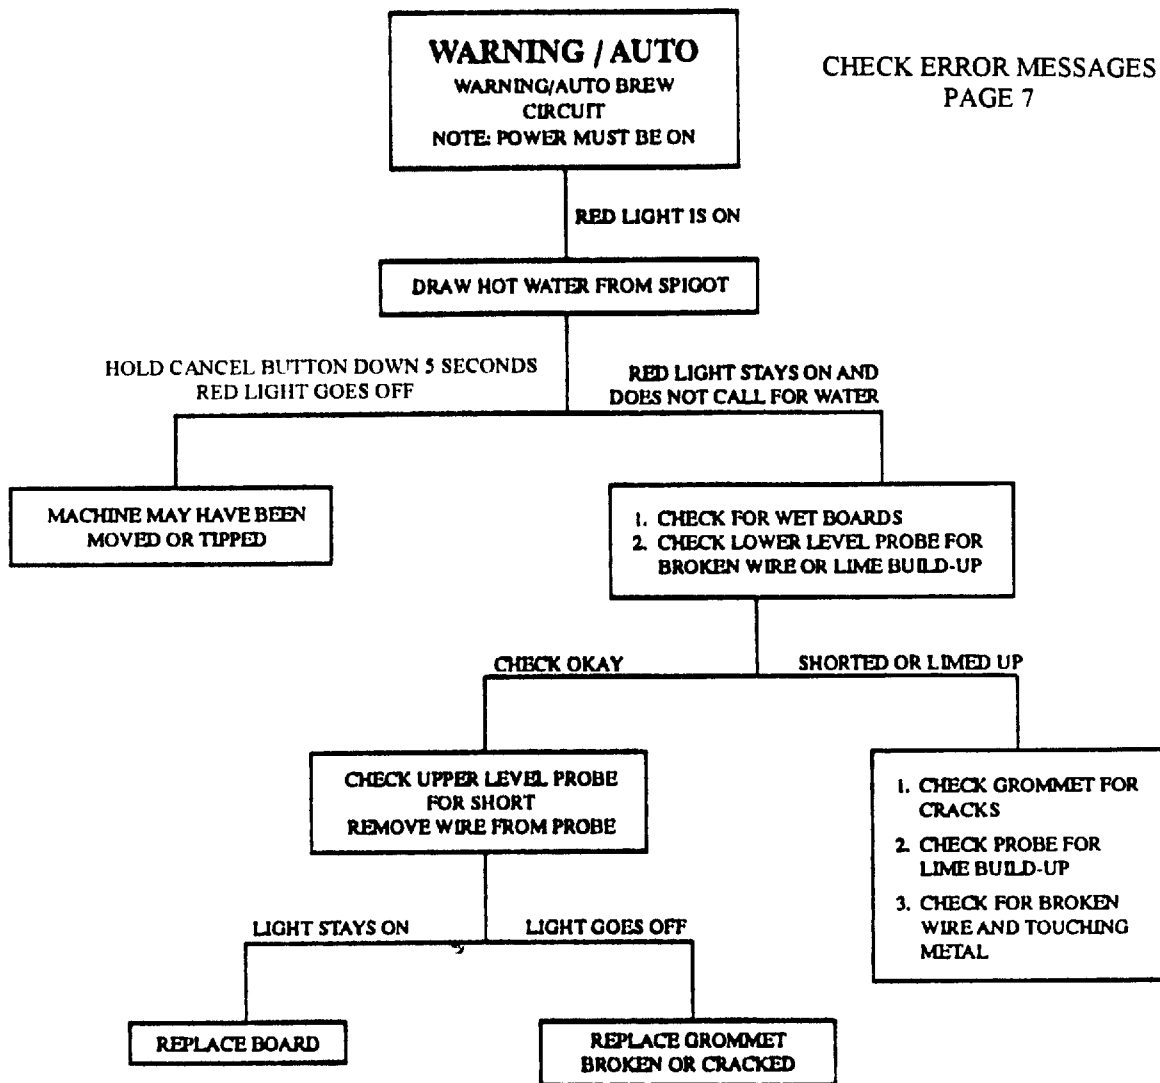 WARNING / AUTO
WARNING/AUTO BREW
CIRCUIT
NOTE: POWER MUST BE ON
CHECK ERROR MESSAGES
PAGE 7
RED LIGHT IS ON
DRAW HOT WATER FROM SPIGOT
HOLD CANCEL BUTTON DOWN 5 SECONDS
RED LIGHT GOES OFF
RED LIGHT STAYS ON AND
DOES NOT CALL FOR WATER
MACHINE MAY HAVE BEEN
MOVED OR TIPPED
1. CHECK FOR WET BOARDS
2. CHECK LOWER LEVEL PROBE FOR
BROKEN WIRE OR LIME BUILD-UP
CHECK OKAY
SHORTED OR LIMED UP
CHECK UPPER LEVEL PROBE
FOR SHORT
REMOVE WIRE FROM PROBE
1. CHECK GROMMET FOR
CRACKS
2. CHECK PROBE FOR
LIME BUILD-UP
3. CHECK FOR BROKEN
WIRE AND TOUCHING
METAL
LIGHT STAYS ON
LIGHT GOES OFF
REPLACE BOARD
REPLACE GROMMET
BROKEN OR CRACKED